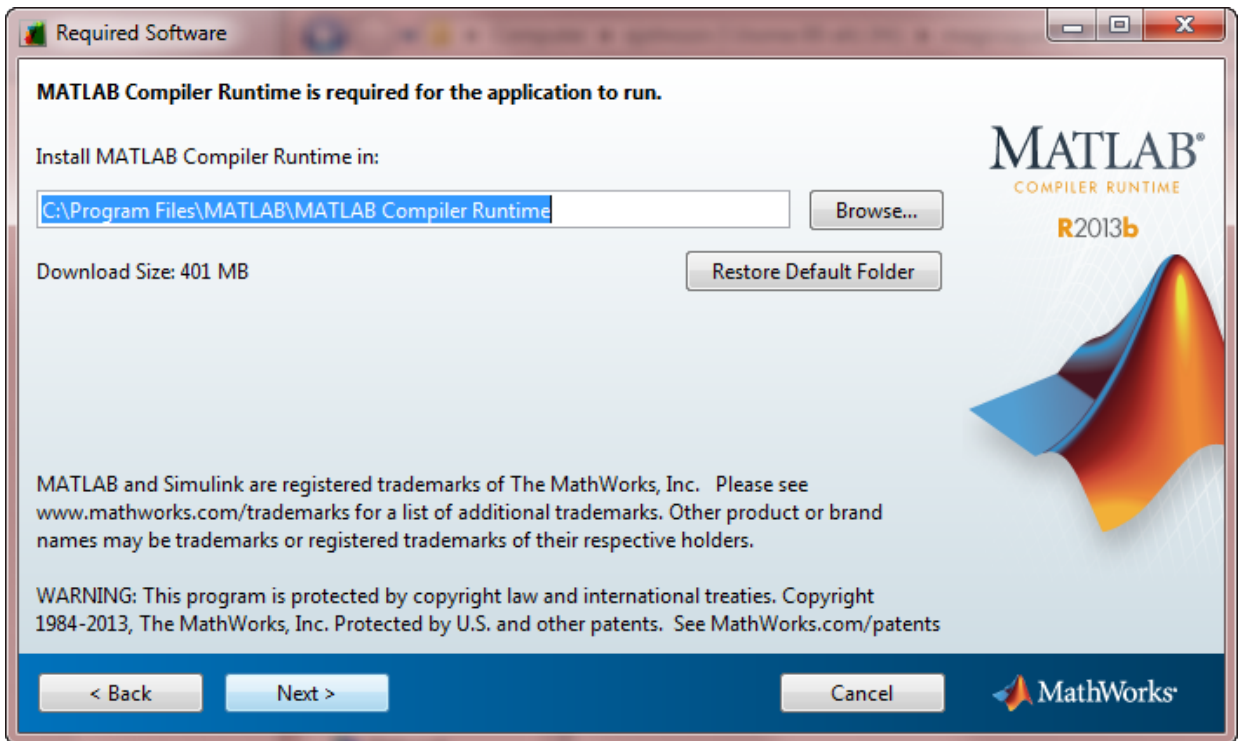 Required Software
MATLAB Compiler Runtime is required for the application to run.
Install MATLAB Compiler Runtime in:
C:\Program Files\MATLAB\MATLAB Compiler Runtime
Browse...
Download Size: 401 MB
Restore Default Folder
MATLAB®
COMPILER RUNTIME
R2013b
MATLAB and Simulink are registered trademarks of The MathWorks, Inc.   Please see
www.mathworks.com/trademarks for a list of additional trademarks. Other product or brand
names may be trademarks or registered trademarks of their respective holders.
WARNING: This program is protected by copyright law and international treaties. Copyright
1984-2013, The MathWorks, Inc. Protected by U.S. and other patents.  See MathWorks.com/patents
< Back
Next >
Cancel
MathWorks®